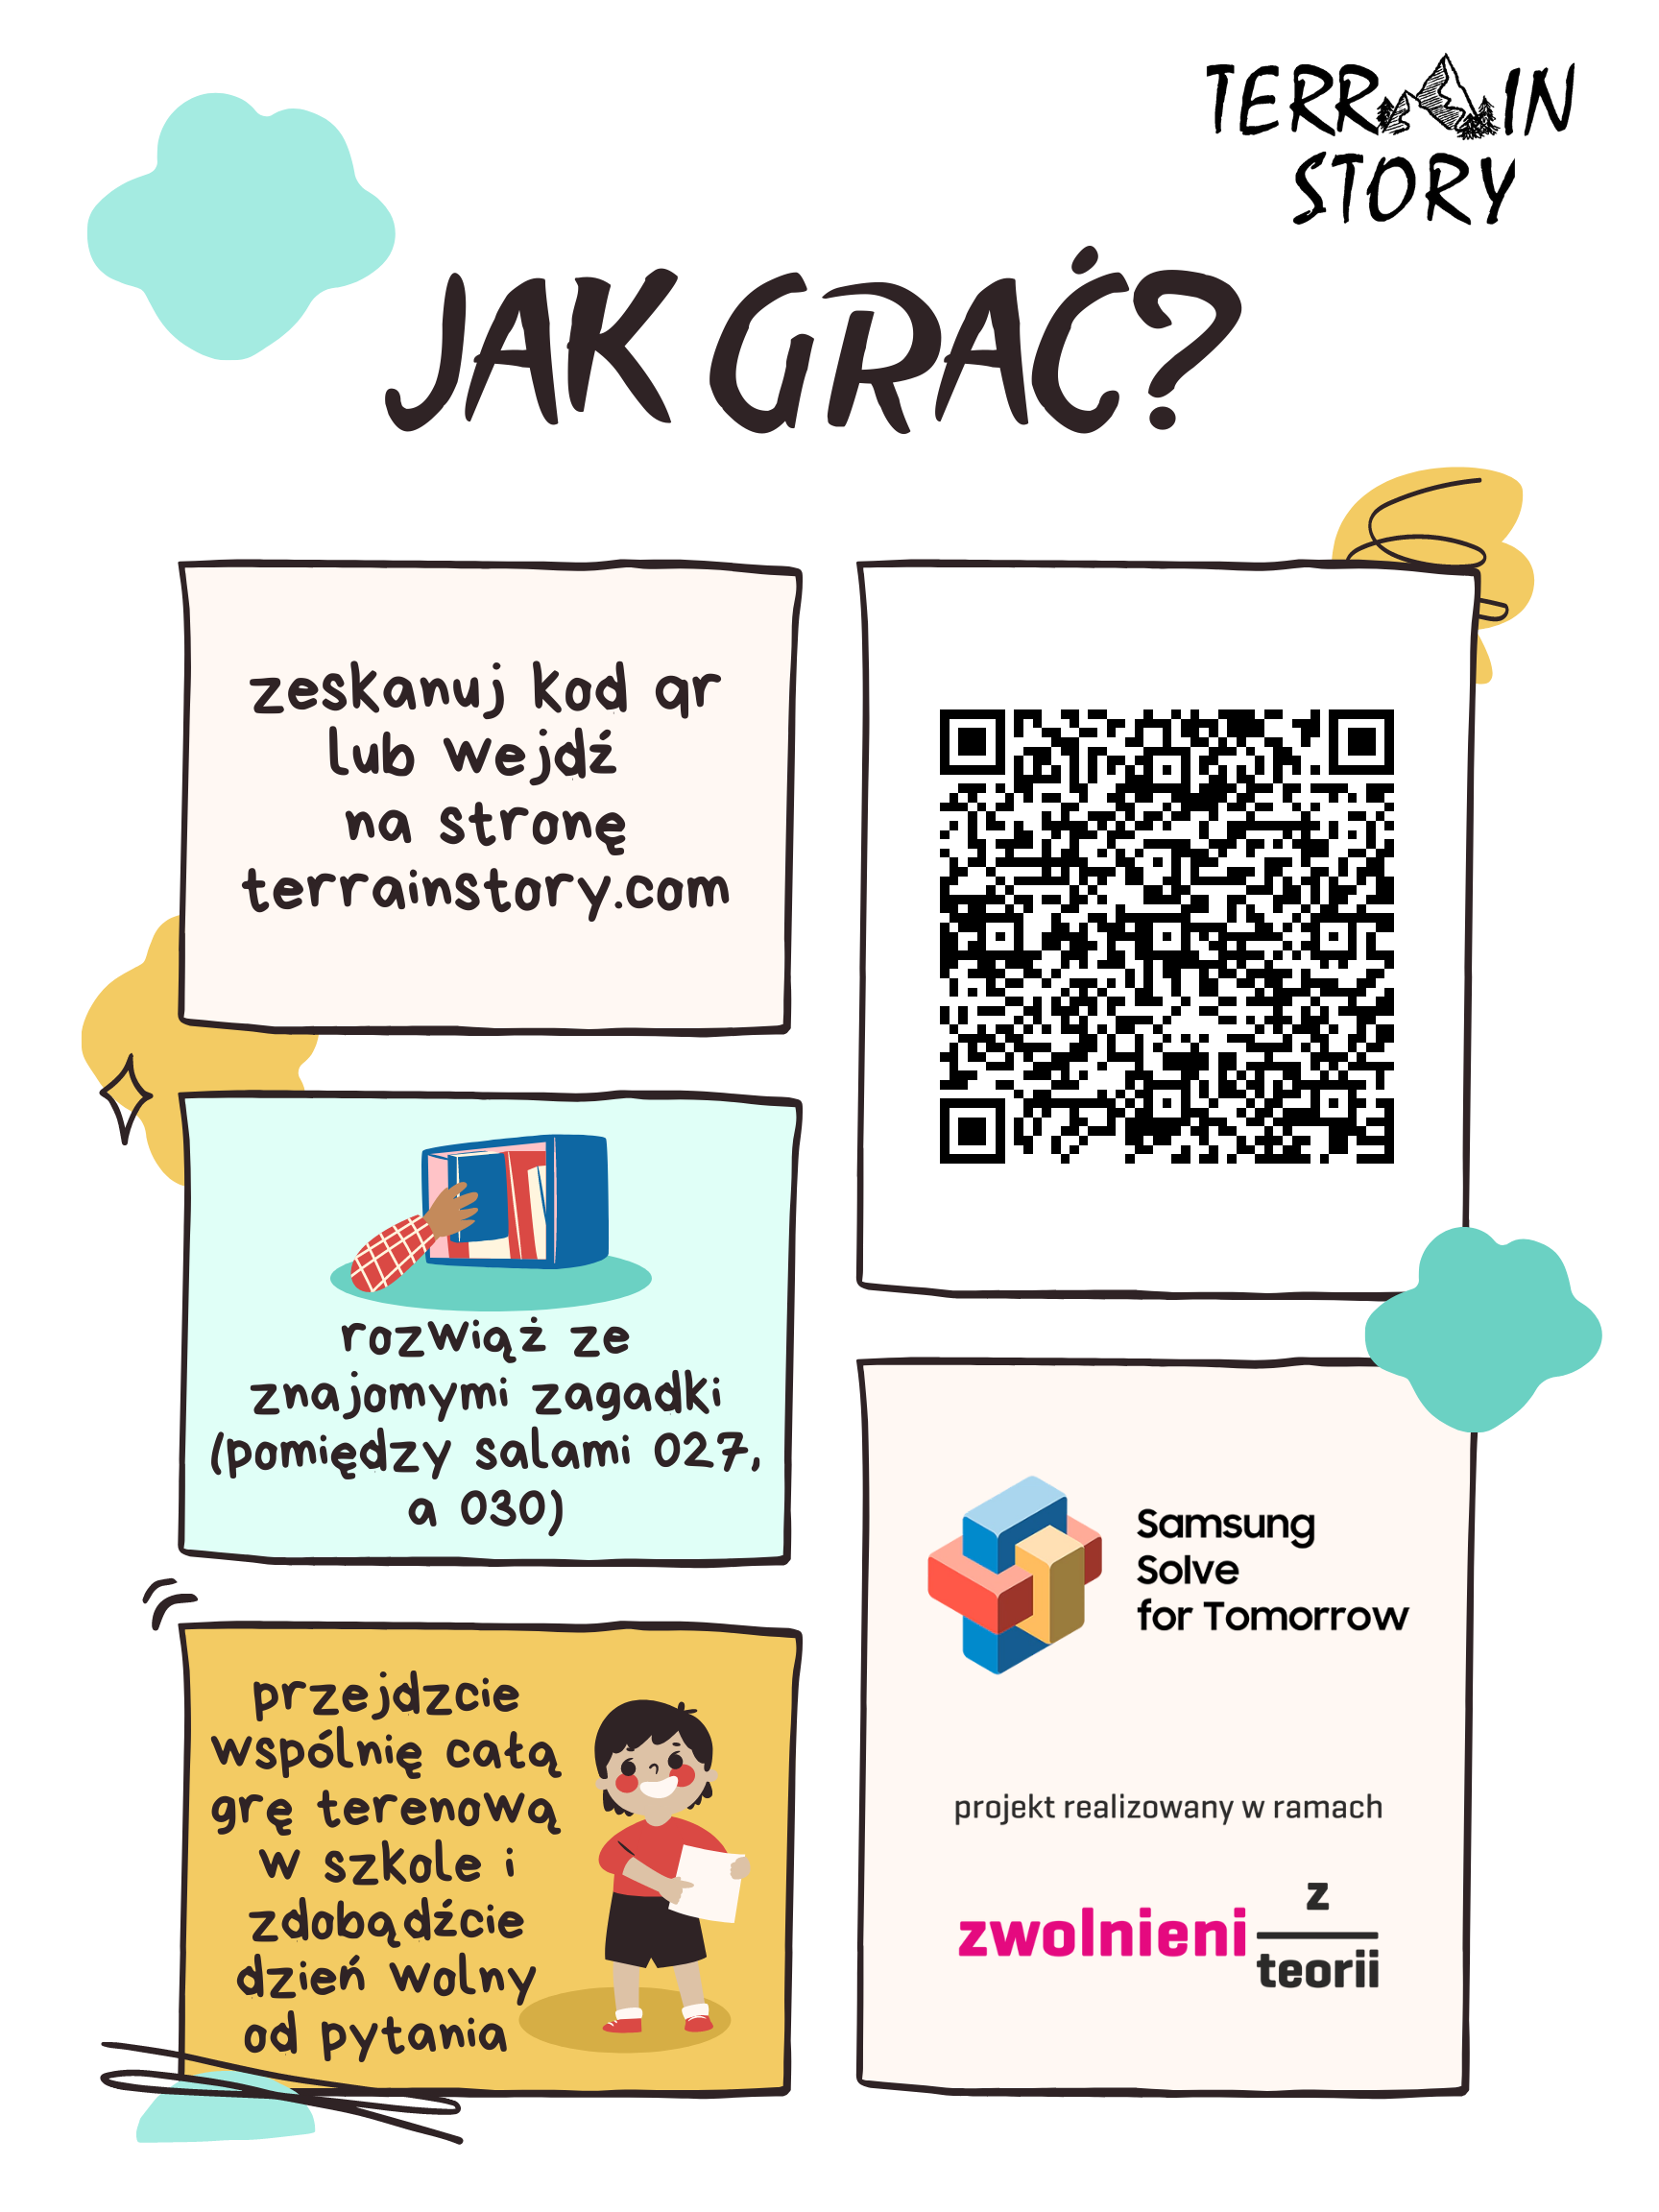 TERRAIN
STORY
JAK GRAĆ?
zeskanuj kod qr
lub wejdź
na stronę
terrainstory.com
rozwiąż ze
znajomymi zagadki
(pomiędzy salami 027,
a 030)
przejdzcie
wspólnię całą
grę terenową
w szkole i
zdobądźcie
dzień wolny
od pytania
Samsung
Solve
for Tomorrow
projekt realizowany w ramach
zwolnieni z
teorii